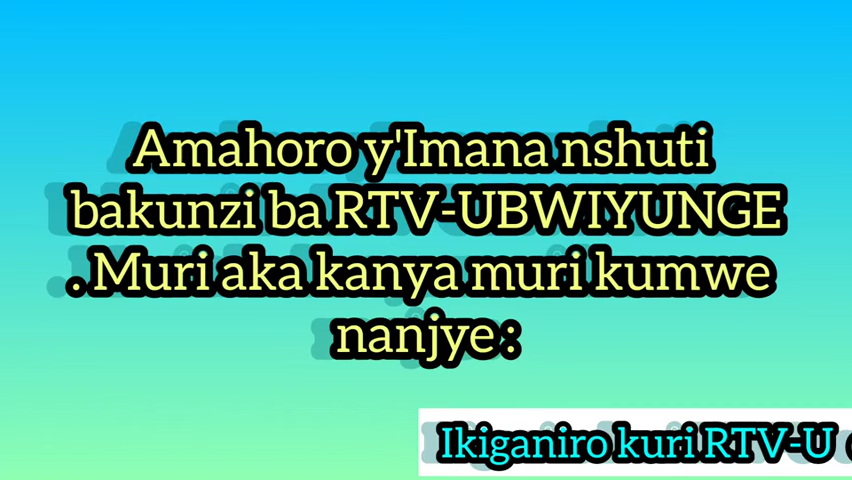 Amahoro y'Imana nshuti
bakunzi ba RTV-UBWIYUNGE
. Muri aka kanya muri kumwe
nanjye :
Ikiganiro kuri RTV-U